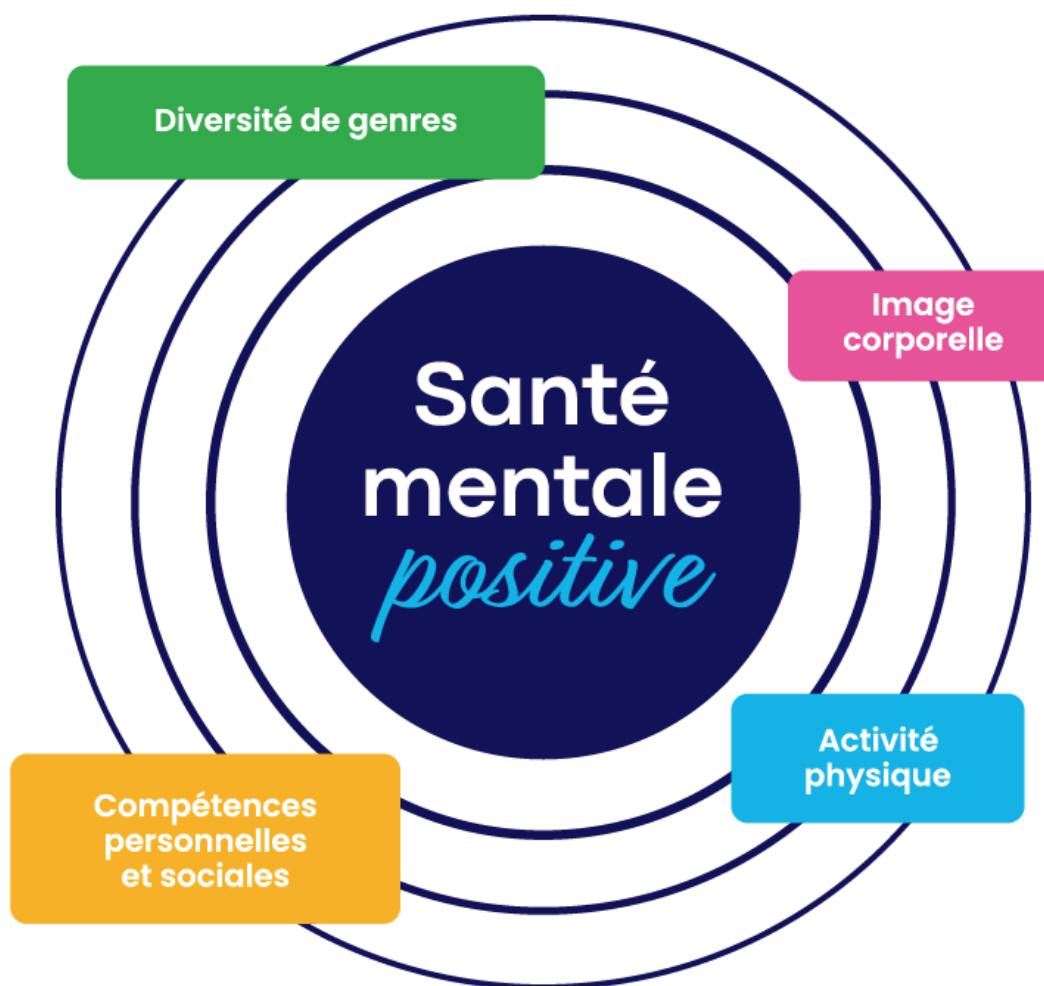 Diversité de genres
Image
corporelle
Santé
mentale
positive
Activité
physique
Compétences
personnelles
et sociales